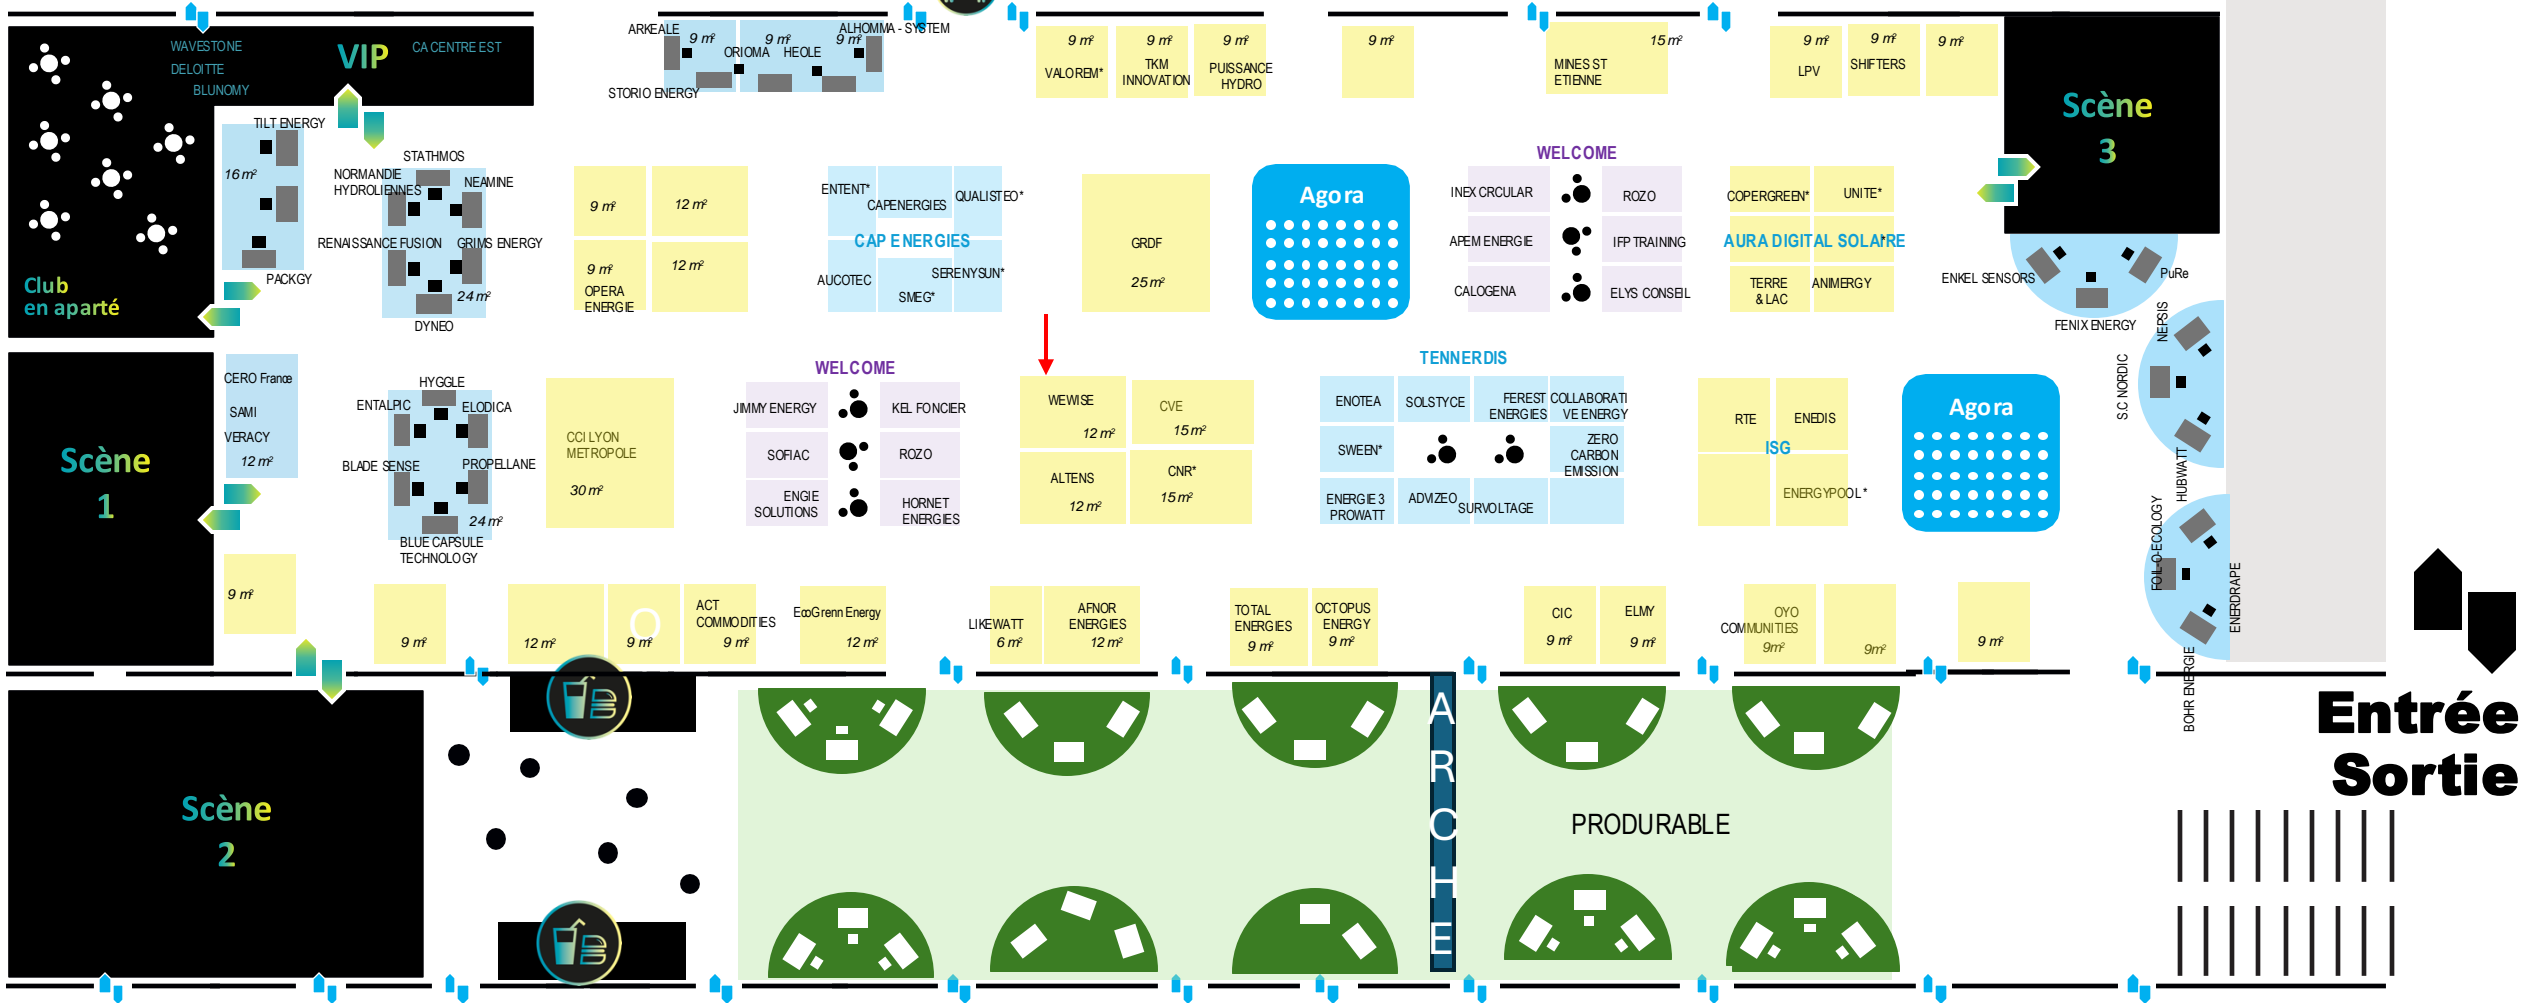 WAVESTONE
DELOITTE
BLUNOMY
VIP
CA CENTRE EST
ARKEALE
9 m²
ORIOMA
9 m²
HEOLE
9 m²
ALHOMMA - SYSTEM
STORIO ENERGY
9 m²
VALOREM*
9 m²
TKM
INNOVATION
9 m²
PUISSANCE
HYDRO
9 m²
15 m²
MINES ST
ETIENNE
9 m²
LPV
9 m²
SHIFTERS
9 m²
Scène
3
Club
en aparté
TILT ENERGY
16 m²
PACKGY
STATHMOS
NORMANDIE
HYDROLIENNES
NEAMINE
RENAISSANCE FUSION
GRIMS ENERGY
24 m²
DYNEO
9 m²
12 m²
9 m²
OPERA
ENERGIE
12 m²
ENTENT*
CAPENERGIES
QUALISTEO*
CAP ENERGIES
AUCOTEC
SMEG*
SERENYSUN*
GRDF
25 m²
Agora
WELCOME
INEX CRCULAR
ROZO
APEM ENERGIE
IFP TRAINING
CALOGENA
ELYS CONSEIL
COPERGREEN*
UNITE*
AURA DIGITAL SOLAIRE
*
TERRE
& LAC
ANIMERGY
ENKEL SENSORS
PuRe
FENIX ENERGY
NEPSIS
S.C NORDIC
HUBWATT
FOIL-O-ECOLOGY
ENERDRAPE
BOHR ENERGIE
Scène
1
CERO France
SAMI
VERACY
12 m²
HYGGLE
ENTALPIC
ELODICA
BLADE SENSE
PROPELLANE
24 m²
BLUE CAPSULE
TECHNOLOGY
CCI LYON
METROPOLE
30 m²
WELCOME
JIMMY ENERGY
KEL FONCIER
SOFIAC
ROZO
ENGIE
SOLUTIONS
HORNET
ENERGIES
WEWISE
12 m²
CVE
15 m²
ALTENS
12 m²
CNR*
15 m²
TENNERDIS
ENOTEA
SOLSTYCE
FEREST
ENERGIES
COLLABORATI
VE ENERGY
SWEEN*
ZERO
CARBON
EMISSION
ENERGIE 3
PROWATT
ADVIZEO
SURVOLTAGE
RTE
ENEDIS
ISG
ENERGYPOOL*
Agora
9 m²
9 m²
12 m²
O
9 m²
ACT
COMMODITIES
9 m²
EcoGrenn Energy
12 m²
LIKEWATT
6 m²
AFNOR
ENERGIES
12 m²
TOTAL
ENERGIES
9 m²
OCTOPUS
ENERGY
9 m²
CIC
9 m²
ELMY
9 m²
OYO
COMMUNITIES
9m²
9m²
9 m²
Entrée
Sortie
Scène
2
ARCHE
PRODURABLE